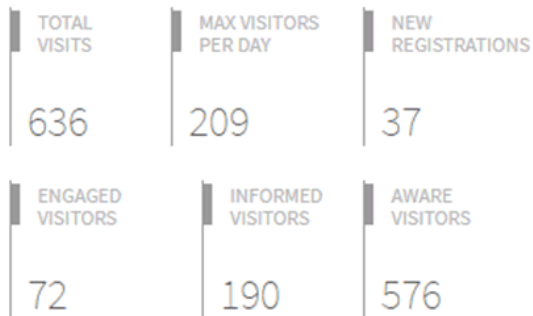 TOTAL
VISITS
636
MAX VISITORS
PER DAY
209
NEW
REGISTRATIONS
37
ENGAGED
VISITORS
72
INFORMED
VISITORS
190
AWARE
VISITORS
576